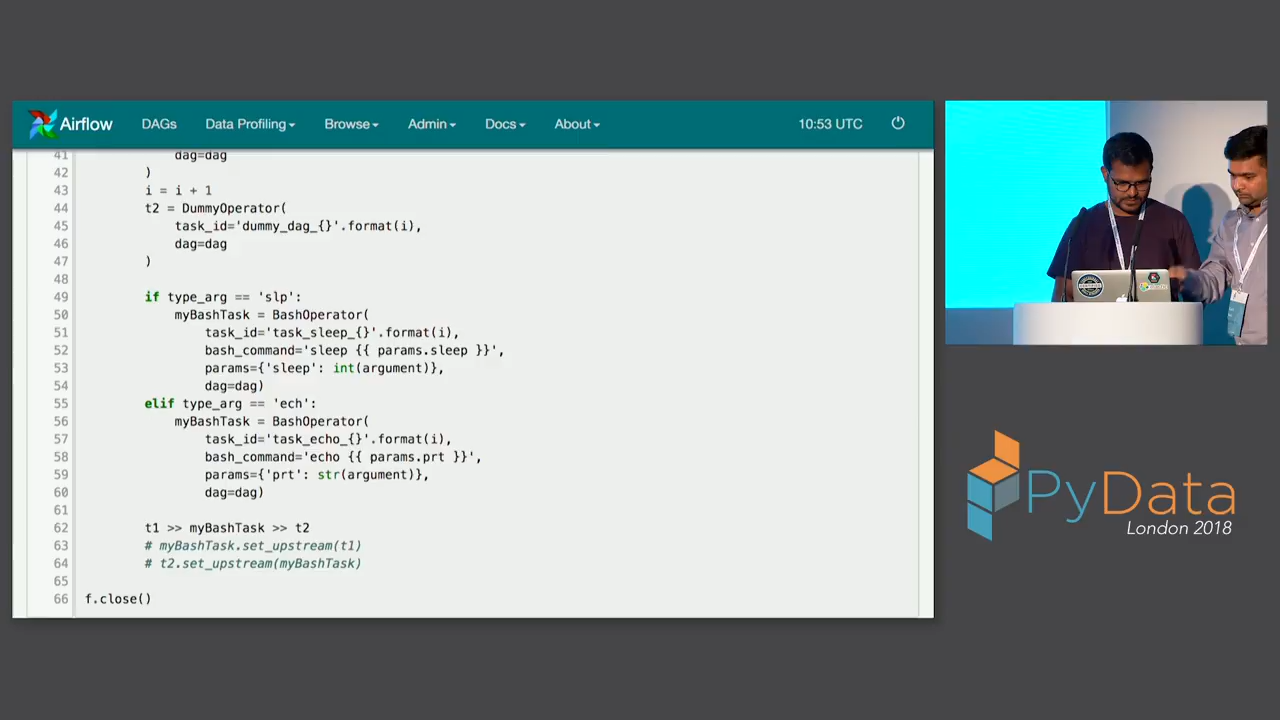 Airflow DAGs Data Profiling Browse Admin Docs About 10:53 UTC
41 dag=dag
42 )
43 i = i + 1
44 t2 = DummyOperator(
45 task_id='dummy_dag_{}'.format(i),
46 dag=dag
47 )
48
49 if type_arg == 'slp':
50 myBashTask = BashOperator(
51 task_id='task_sleep_{}'.format(i),
52 bash_command='sleep {{ params.sleep }}',
53 params={'sleep': int(argument)},
54 dag=dag)
55 elif type_arg == 'ech':
56 myBashTask = BashOperator(
57 task_id='task_echo_{}'.format(i),
58 bash_command='echo {{ params.prt }}',
59 params={'prt': str(argument)},
60 dag=dag)
61
62 t1 >> myBashTask >> t2
63 # myBashTask.set_upstream(t1)
64 # t2.set_upstream(myBashTask)
65
66 f.close()
PyData
London 2018